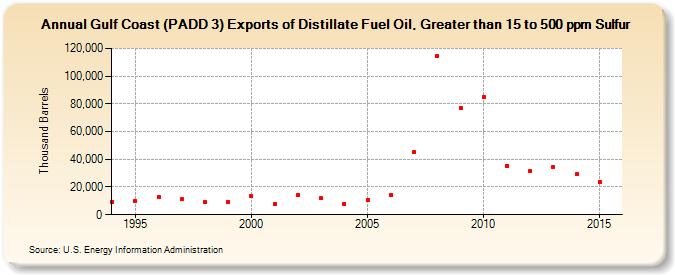 Annual Gulf Coast (PADD 3) Exports of Distillate Fuel Oil, Greater than 15 to 500 ppm Sulfur
Thousand Barrels
120,000
100,000
80,000
60,000
40,000
20,000
0
1995 2000 2005 2010 2015
Source: U.S. Energy Information Administration